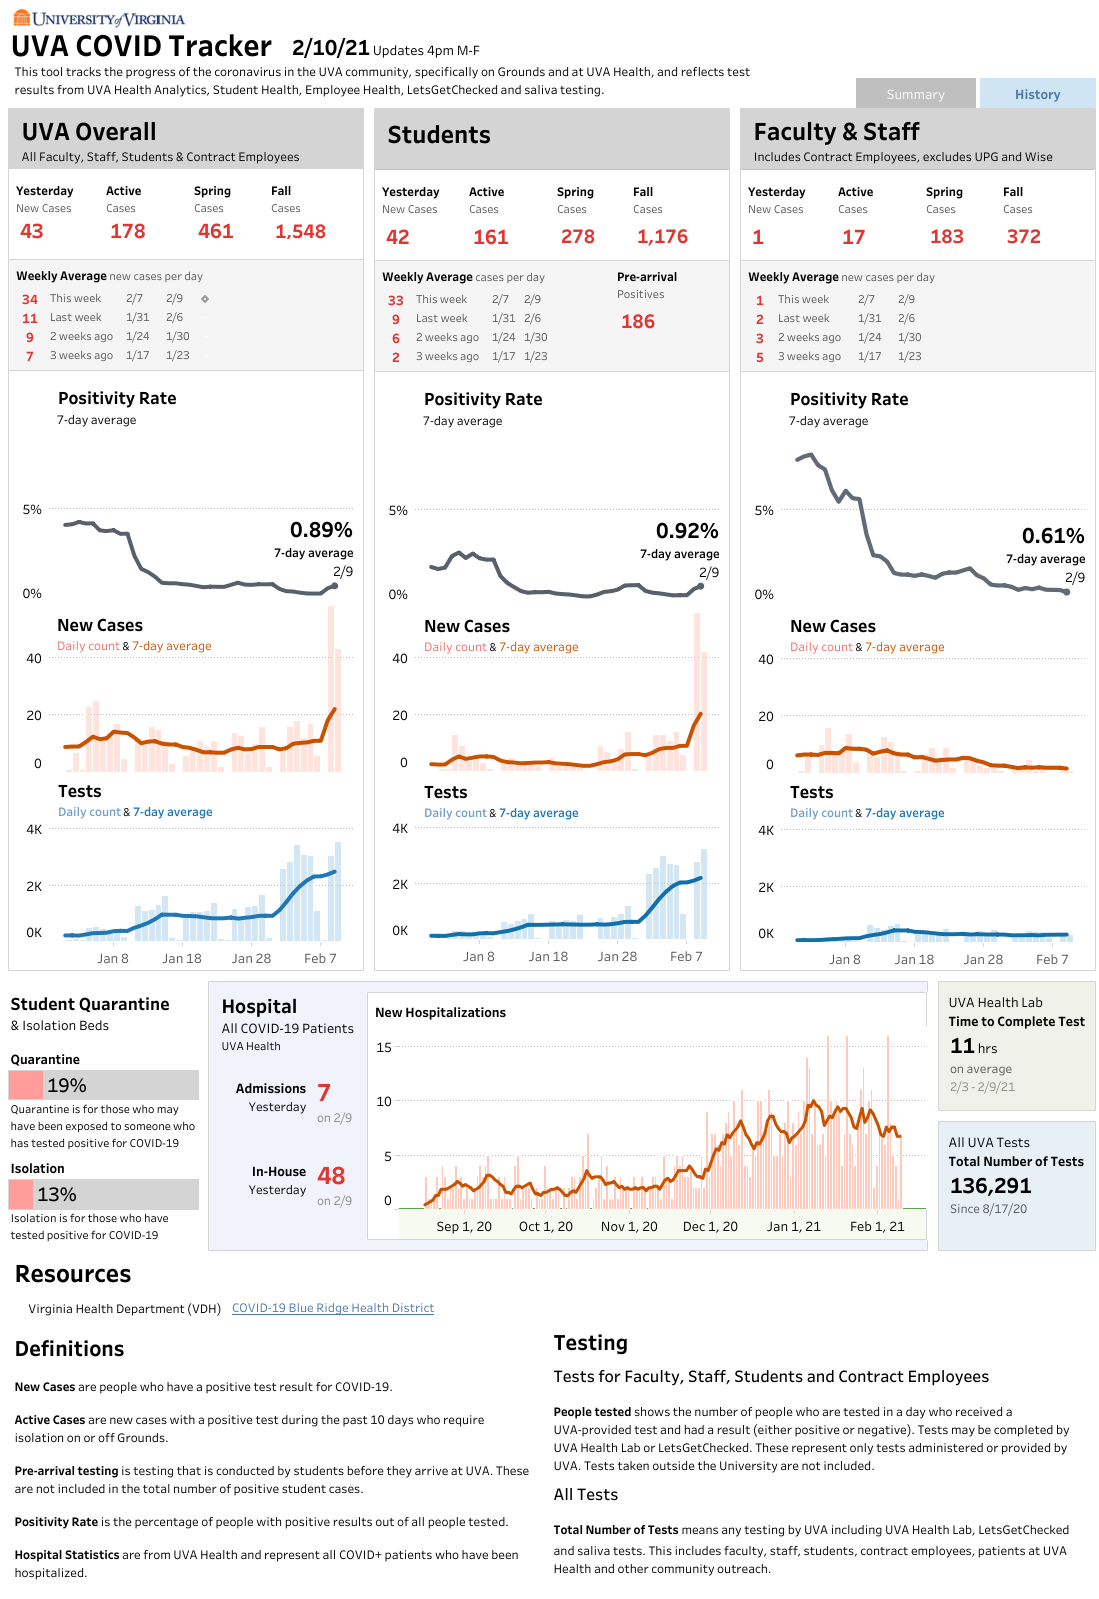 UNIVERSITY of VIRGINIA
UVA COVID Tracker 2/10/21 Updates 4pm M-F
This tool tracks the progress of the coronavirus in the UVA community, specifically on Grounds and at UVA Health, and reflects test
results from UVA Health Analytics, Student Health, Employee Health, LetsGetChecked and saliva testing.
Summary
History
UVA Overall
All Faculty, Staff, Students & Contract Employees
Yesterday Active Spring Fall
New Cases Cases Cases Cases
43 178 461 1,548
Weekly Average new cases per day
34 This week 2/7 2/9
11 Last week 1/31 2/6
9 2 weeks ago 1/24 1/30
7 3 weeks ago 1/17 1/23
Positivity Rate
7-day average
5%
0.89%
7-day average
2/9
0%
New Cases
Daily count & 7-day average
40
20
0
Tests
Daily count & 7-day average
4K
2K
0K
Jan 8 Jan 18 Jan 28 Feb 7
Students
Yesterday Active Spring Fall
New Cases Cases Cases Cases
42 161 278 1,176
Weekly Average cases per day
33 This week 2/7 2/9
9 Last week 1/31 2/6
6 2 weeks ago 1/24 1/30
2 3 weeks ago 1/17 1/23
Pre-arrival
Positives
186
Positivity Rate
7-day average
5%
0.92%
7-day average
2/9
0%
New Cases
Daily count & 7-day average
40
20
0
Tests
Daily count & 7-day average
4K
2K
0K
Jan 8 Jan 18 Jan 28 Feb 7
Faculty & Staff
Includes Contract Employees, excludes UPG and Wise
Yesterday Active Spring Fall
New Cases Cases Cases Cases
1 17 183 372
Weekly Average new cases per day
1 This week 2/7 2/9
2 Last week 1/31 2/6
3 2 weeks ago 1/24 1/30
5 3 weeks ago 1/17 1/23
Positivity Rate
7-day average
5%
0.61%
7-day average
2/9
0%
New Cases
Daily count & 7-day average
40
20
0
Tests
Daily count & 7-day average
4K
2K
0K
Jan 8 Jan 18 Jan 28 Feb 7
Student Quarantine
& Isolation Beds
Quarantine
19%
Quarantine is for those who may
have been exposed to someone who
has tested positive for COVID-19
Isolation
13%
Isolation is for those who have
tested positive for COVID-19
Hospital
All COVID-19 Patients
UVA Health
Admissions 7
Yesterday on 2/9
In-House 48
Yesterday on 2/9
New Hospitalizations
15
10
5
0
Sep 1, 20 Oct 1, 20 Nov 1, 20 Dec 1, 20 Jan 1, 21 Feb 1, 21
UVA Health Lab
Time to Complete Test
11 hrs
on average
2/3 - 2/9/21
All UVA Tests
Total Number of Tests
136,291
Since 8/17/20
Resources
Virginia Health Department (VDH) COVID-19 Blue Ridge Health District
Definitions
New Cases are people who have a positive test result for COVID-19.
Active Cases are new cases with a positive test during the past 10 days who require
isolation on or off Grounds.
Pre-arrival testing is testing that is conducted by students before they arrive at UVA. These
are not included in the total number of positive student cases.
Positivity Rate is the percentage of people with positive results out of all people tested.
Hospital Statistics are from UVA Health and represent all COVID+ patients who have been
hospitalized.
Testing
Tests for Faculty, Staff, Students and Contract Employees
People tested shows the number of people who are tested in a day who received a
UVA-provided test and had a result (either positive or negative). Tests may be completed by
UVA Health Lab or LetsGetChecked. These represent only tests administered or provided by
UVA. Tests taken outside the University are not included.
All Tests
Total Number of Tests means any testing by UVA including UVA Health Lab, LetsGetChecked
and saliva tests. This includes faculty, staff, students, contract employees, patients at UVA
Health and other community outreach.